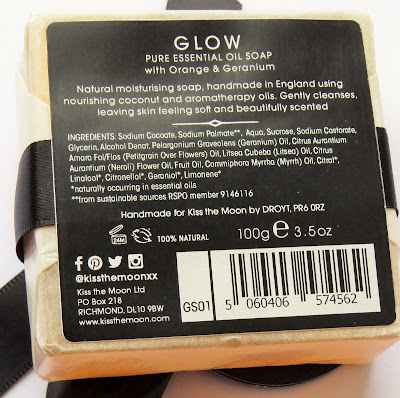 GLOW
PURE ESSENTIAL OIL SOAP
with Orange & Geranium
Natural moisturising soap, handmade in England using
nourishing coconut and aromatherapy oils. Gently cleanses,
leaving skin feeling soft and beautifully scented
INGREDIENTS: Sodium Cocoate, Sodium Palmate**, Aqua, Sucrose, Sodium Castorate,
Glycerin, Alcohol Denat, Pelargonium Graveolens (Geranium) Oil, Citrus Aurantium
Amara Fol/Flos (Petitgrain Over Flowers) Oil, Litsea Cubeba (Litsea) Oil, Citrus
Aurantium (Neroli) Flower Oil, Fruit Oil, Commiphora Myrrha (Myrrh) Oil, Citral*,
Linalool*, Citronellol*, Geraniol*, Limonene*
*naturally occurring in essential oils
**from sustainable sources RSPO member 9146116
Handmade for Kiss the Moon by DROYT, PR6 0RZ
24M
100% NATURAL
100g e 3.5oz
@kissthemoonxx
Kiss the Moon Ltd
PO Box 218
RICHMOND, DL10 9BW
www.kissthemoon.com
GS01
5 060406 574562